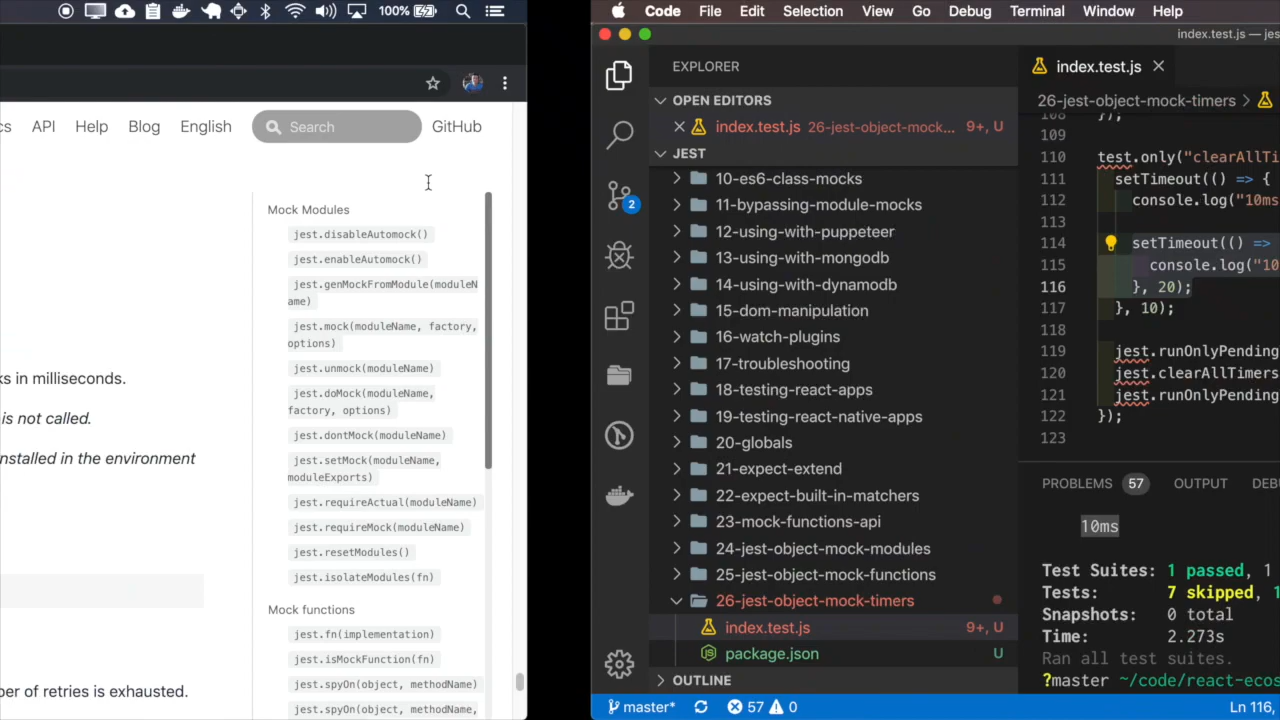 100%
cs API Help Blog English Search GitHub
ks in milliseconds.
is not called.
nstalled in the environment
ber of retries is exhausted.
Mock Modules
jest.disableAutomock()
jest.enableAutomock()
jest.genMockFromModule(moduleN
ame)
jest.mock(moduleName, factory,
options)
jest.unmock(moduleName)
jest.doMock(moduleName,
factory, options)
jest.dontMock(moduleName)
jest.setMock(moduleName,
moduleExports)
jest.requireActual(moduleName)
jest.requireMock(moduleName)
jest.resetModules()
jest.isolateModules(fn)
Mock functions
jest.fn(implementation)
jest.isMockFunction(fn)
jest.spyOn(object, methodName)
jest.spyOn(object, methodName,
Code File Edit Selection View Go Debug Terminal Window Help
index.test.js — jes
2
EXPLORER
OPEN EDITORS
index.test.js 26-jest-object-mock... 9+, U
JEST
10-es6-class-mocks
11-bypassing-module-mocks
12-using-with-puppeteer
13-using-with-mongodb
14-using-with-dynamodb
15-dom-manipulation
16-watch-plugins
17-troubleshooting
18-testing-react-apps
19-testing-react-native-apps
20-globals
21-expect-extend
22-expect-built-in-matchers
23-mock-functions-api
24-jest-object-mock-modules
25-jest-object-mock-functions
26-jest-object-mock-timers
index.test.js 9+, U
package.json U
OUTLINE
index.test.js
26-jest-object-mock-timers >
108 });
109
110 test.only("clearAllTi
111 setTimeout(() => {
112 console.log("10ms
113
114 setTimeout(() =>
115 console.log("10
116 }, 20);
117 }, 10);
118
119 jest.runOnlyPending
120 jest.clearAllTimers
121 jest.runOnlyPending
122 });
123
PROBLEMS 57 OUTPUT DEB
10ms
Test Suites: 1 passed, 1
Tests: 7 skipped, 1
Snapshots: 0 total
Time: 2.273s
Ran all test suites.
?master ~/code/react-ecos
master* 57 0 Ln 116,